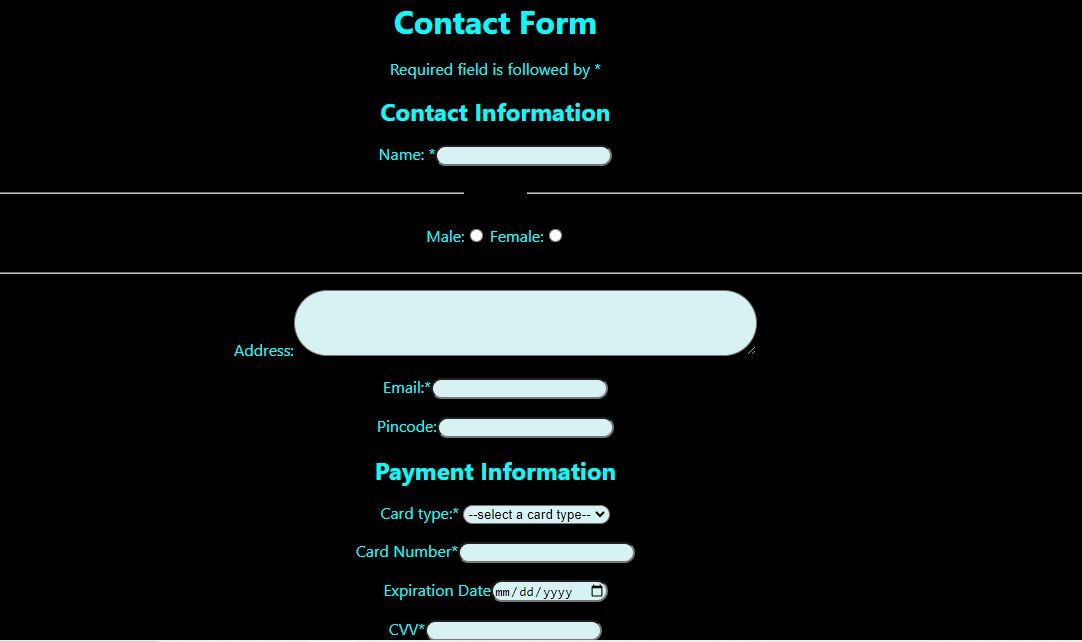 Contact Form
Required field is followed by *
Contact Information
Name: *
Male: Female:
Address:
Email:*
Pincode:
Payment Information
Card type:* --select a card type--
Card Number*
Expiration Date mm/dd/yyyy
CVV*